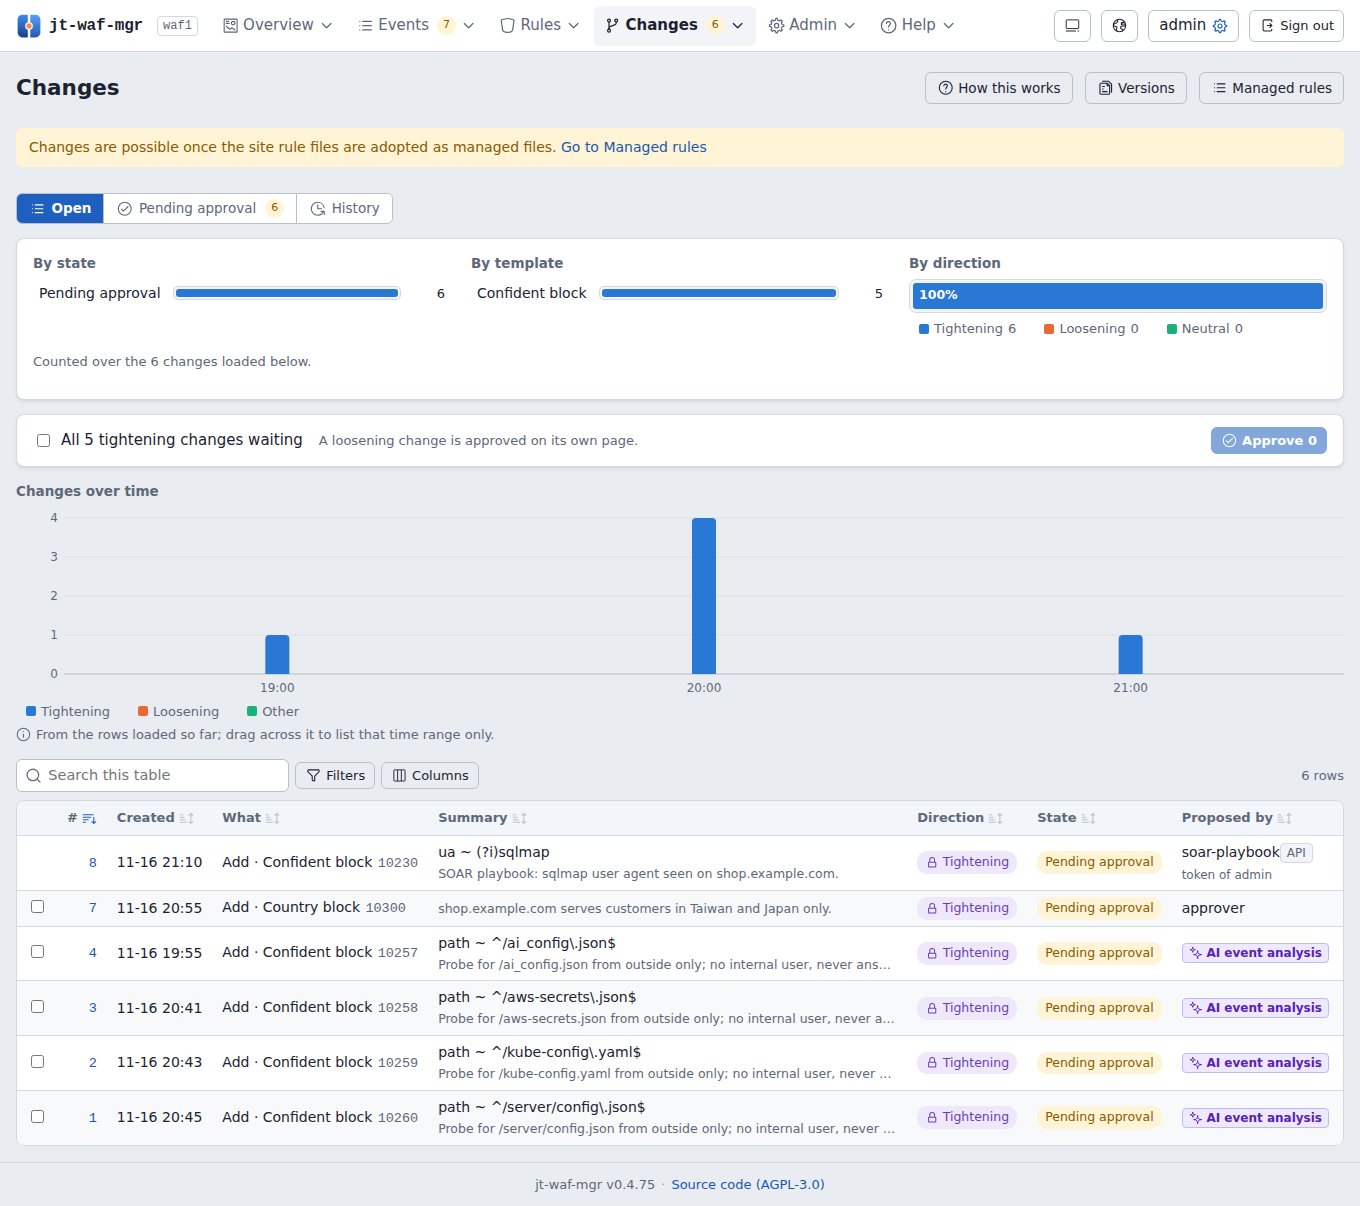 jt-waf-mgr waf1 Overview Events 7 Rules Changes 6 Admin Help admin Sign out
Changes How this works Versions Managed rules
Changes are possible once the site rule files are adopted as managed files. Go to Managed rules
Open Pending approval 6 History
By state By template By direction
Pending approval 6 Confident block 5 100%
Tightening 6 Loosening 0 Neutral 0
Counted over the 6 changes loaded below.
All 5 tightening changes waiting A loosening change is approved on its own page. Approve 0
Changes over time
4
3
2
1
0
19:00 20:00 21:00
Tightening Loosening Other
From the rows loaded so far; drag across it to list that time range only.
Search this table Filters Columns 6 rows
# Created What Summary Direction State Proposed by
8 11-16 21:10 Add · Confident block 10230 ua ~ (?i)sqlmap Tightening Pending approval soar-playbook API
SOAR playbook: sqlmap user agent seen on shop.example.com. token of admin
7 11-16 20:55 Add · Country block 10300 shop.example.com serves customers in Taiwan and Japan only. Tightening Pending approval approver
4 11-16 19:55 Add · Confident block 10257 path ~ ^/ai_config\.json$ Tightening Pending approval AI event analysis
Probe for /ai_config.json from outside only; no internal user, never ans…
3 11-16 20:41 Add · Confident block 10258 path ~ ^/aws-secrets\.json$ Tightening Pending approval AI event analysis
Probe for /aws-secrets.json from outside only; no internal user, never a…
2 11-16 20:43 Add · Confident block 10259 path ~ ^/kube-config\.yaml$ Tightening Pending approval AI event analysis
Probe for /kube-config.yaml from outside only; no internal user, never …
1 11-16 20:45 Add · Confident block 10260 path ~ ^/server/config\.json$ Tightening Pending approval AI event analysis
Probe for /server/config.json from outside only; no internal user, never …
jt-waf-mgr v0.4.75 · Source code (AGPL-3.0)